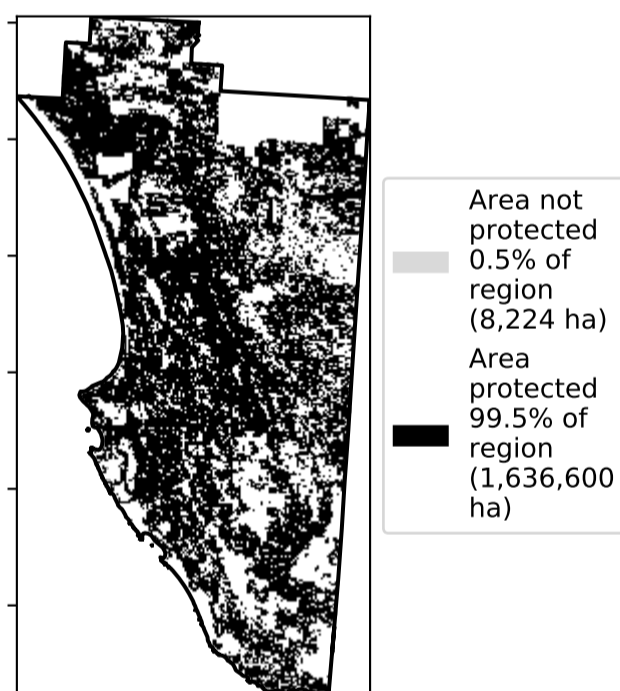 Area not
protected
0.5% of
region
(8,224 ha)
Area
protected
99.5% of
region
(1,636,600
ha)